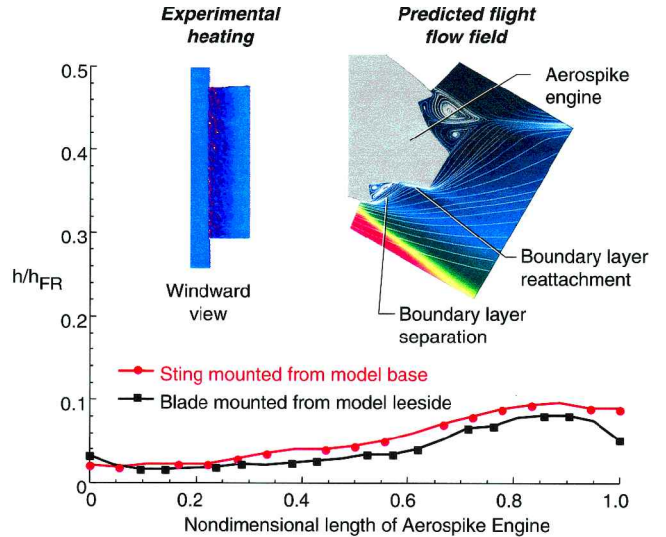 Experimental
heating
Predicted flight
flow field
0.5
0.4
0.3
0.2
0.1
0
h/hFR
Aerospike
engine
Windward
view
Boundary layer
reattachment
Boundary layer
separation
Sting mounted from model base
Blade mounted from model leeside
0 0.2 0.4 0.6 0.8 1.0
Nondimensional length of Aerospike Engine